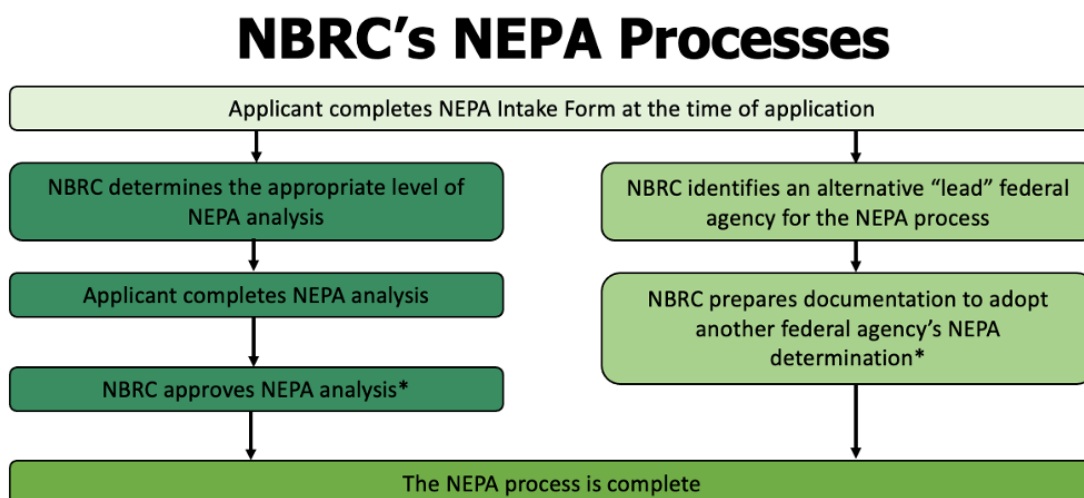 NBRC’s NEPA Processes
Applicant completes NEPA Intake Form at the time of application
NBRC determines the appropriate level of
NEPA analysis
Applicant completes NEPA analysis
NBRC approves NEPA analysis*
NBRC identifies an alternative “lead” federal
agency for the NEPA process
NBRC prepares documentation to adopt
another federal agency’s NEPA
determination*
The NEPA process is complete